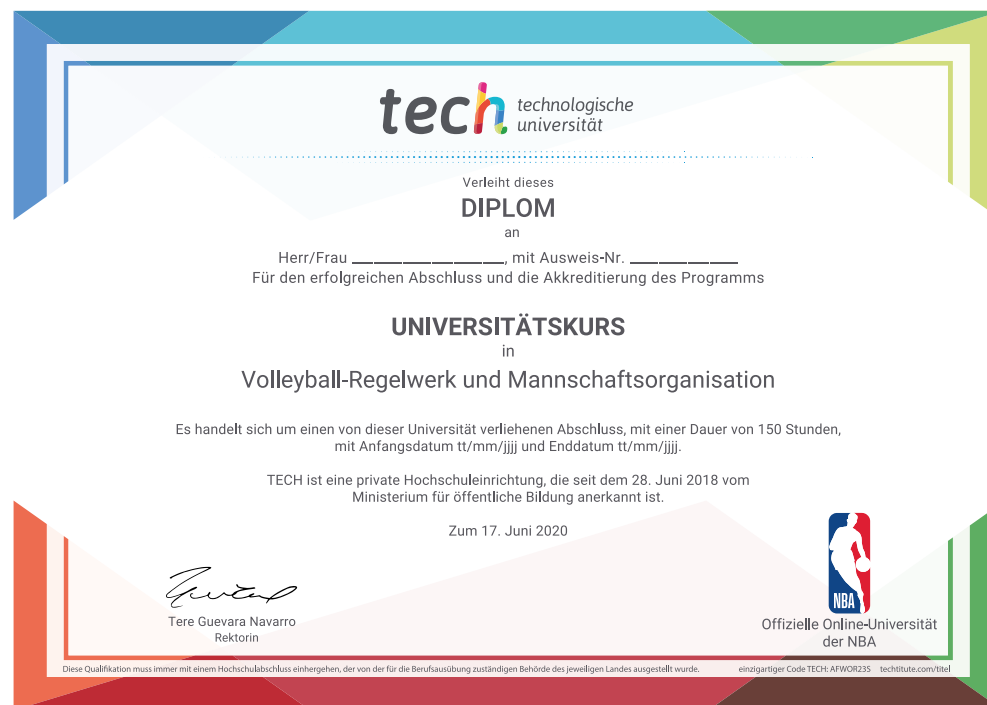 tech technologische
universität
Verleiht dieses
DIPLOM
an
Herr/Frau ________________, mit Ausweis-Nr. ____________
Für den erfolgreichen Abschluss und die Akkreditierung des Programms
UNIVERSITÄTSKURS
in
Volleyball-Regelwerk und Mannschaftsorganisation
Es handelt sich um einen von dieser Universität verliehenen Abschluss, mit einer Dauer von 150 Stunden,
mit Anfangsdatum tt/mm/jjjj und Enddatum tt/mm/jjjj.
TECH ist eine private Hochschuleinrichtung, die seit dem 28. Juni 2018 vom
Ministerium für öffentliche Bildung anerkannt ist.
Zum 17. Juni 2020
Tere Guevara Navarro
Rektorin
NBA
Offizielle Online-Universität
der NBA
Diese Qualifikation muss immer mit einem Hochschulabschluss einhergehen, der von der für die Berufsausübung zuständigen Behörde des jeweiligen Landes ausgestellt wurde.
einzigartiger Code TECH: AFWOR23S techtitute.com/titel